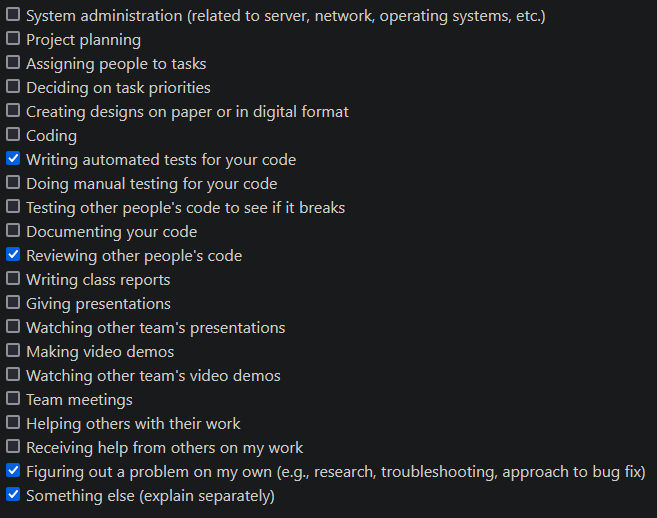 System administration (related to server, network, operating systems, etc.)
Project planning
Assigning people to tasks
Deciding on task priorities
Creating designs on paper or in digital format
Coding
Writing automated tests for your code
Doing manual testing for your code
Testing other people's code to see if it breaks
Documenting your code
Reviewing other people's code
Writing class reports
Giving presentations
Watching other team's presentations
Making video demos
Watching other team's video demos
Team meetings
Helping others with their work
Receiving help from others on my work
Figuring out a problem on my own (e.g., research, troubleshooting, approach to bug fix)
Something else (explain separately)